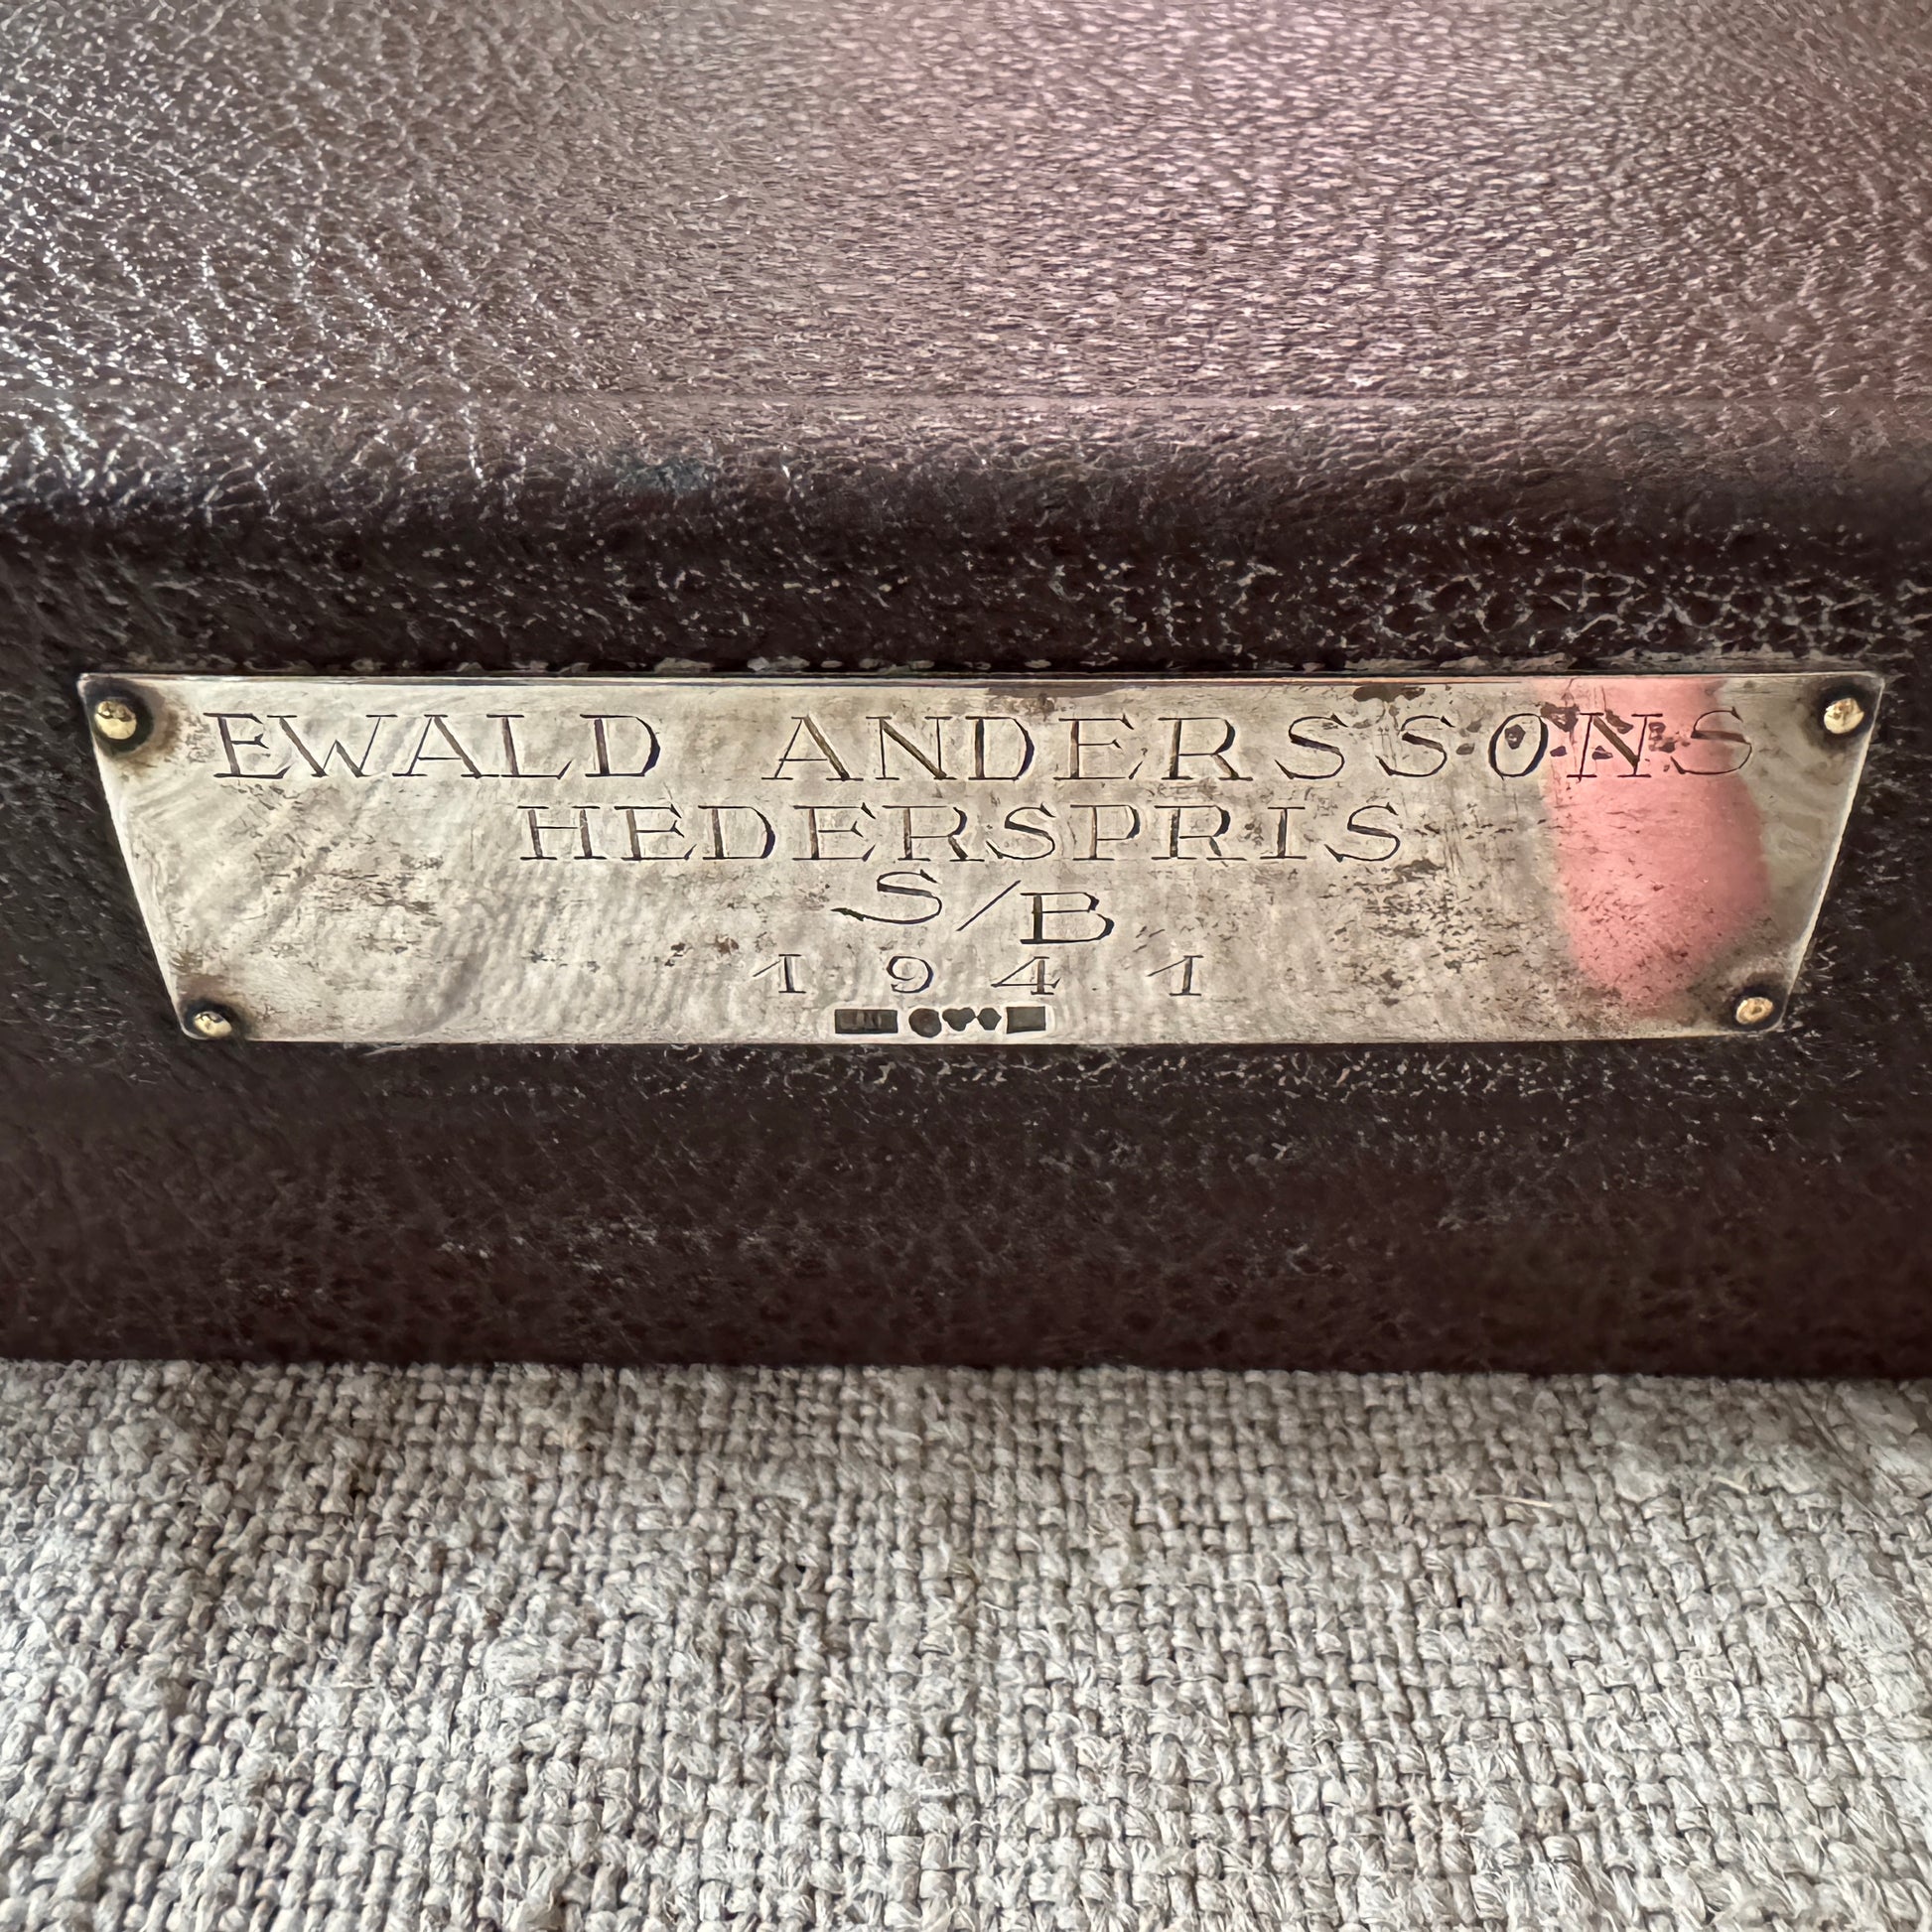 EWALD ANDERSSONS
HEDERSPRIS
S/B
1941